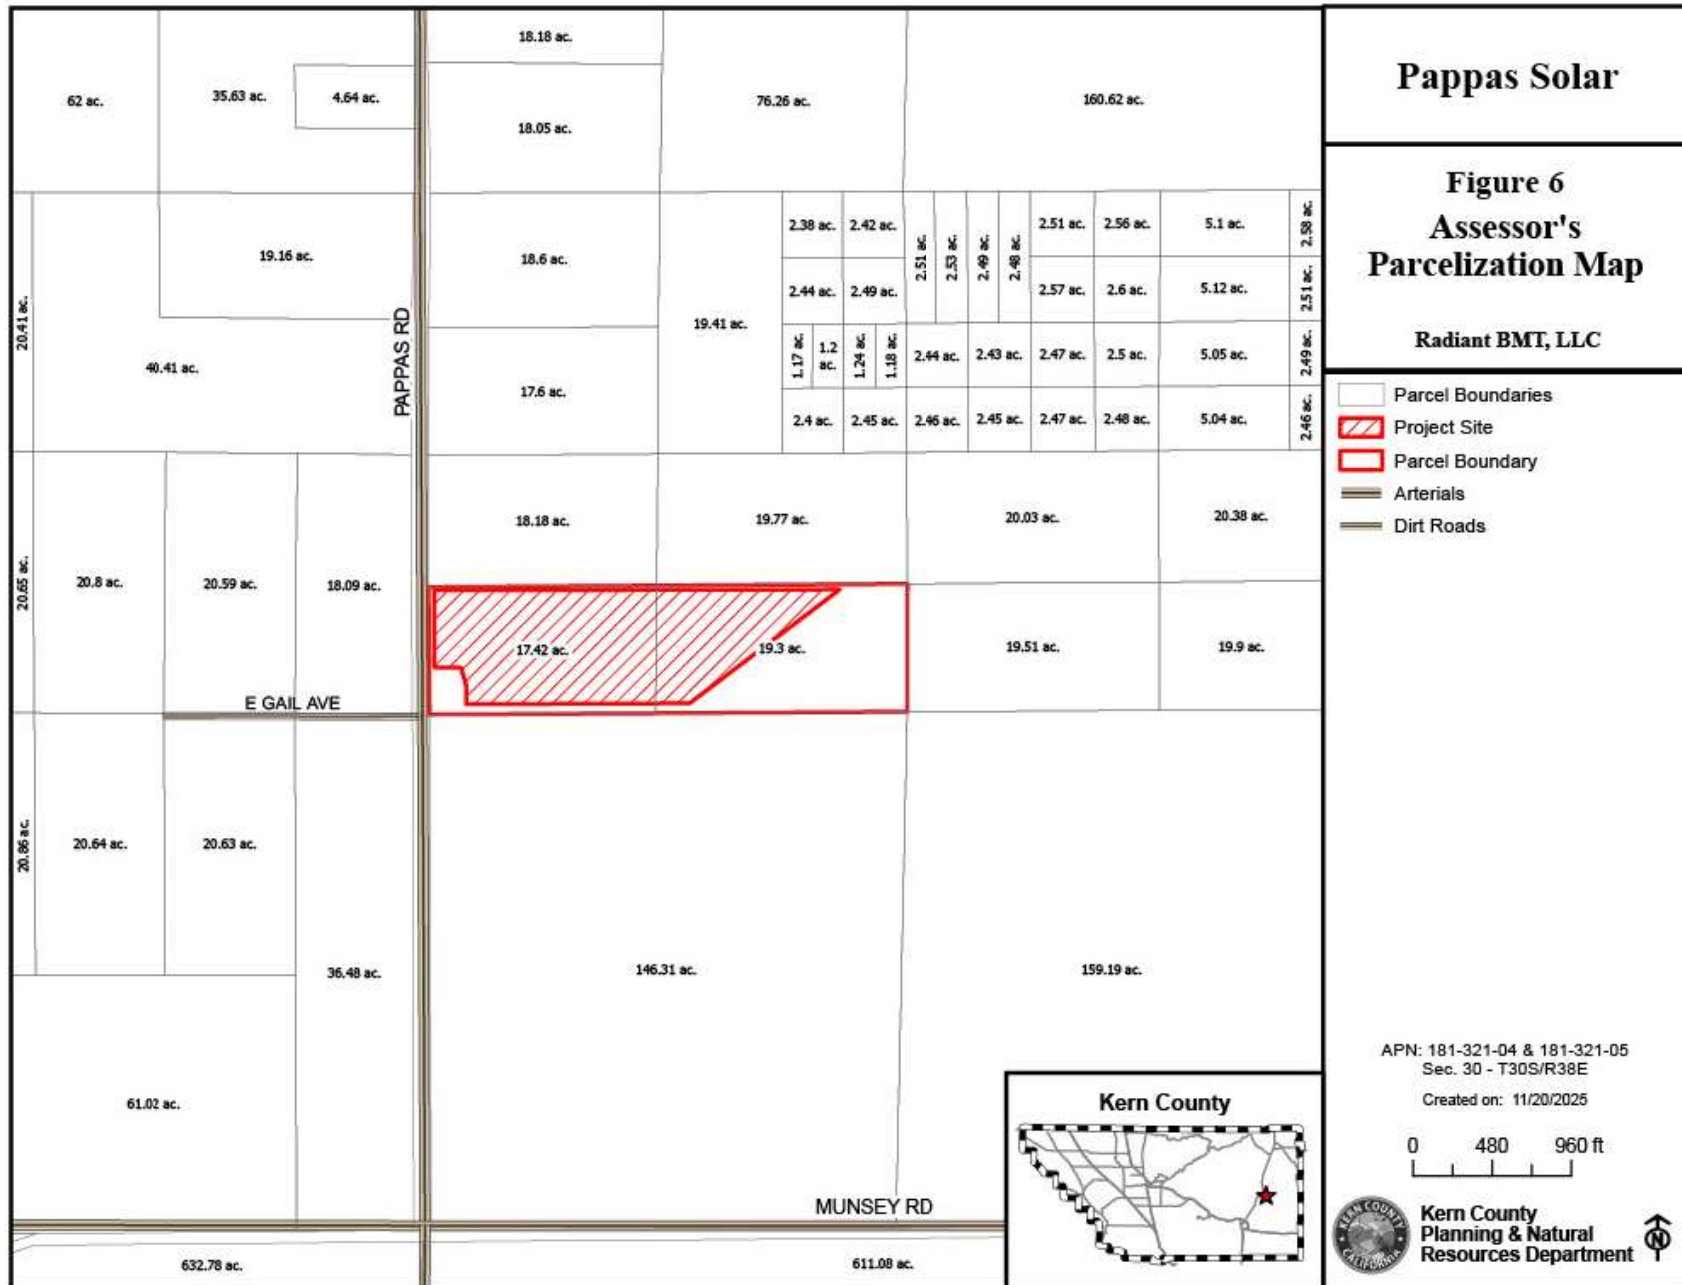 18.18 ac.
62 ac.
35.63 ac.
4.64 ac.
76.26 ac.
160.62 ac.
18.05 ac.
20.41 ac.
19.16 ac.
18.6 ac.
40.41 ac.
PAPPAS RD
17.6 ac.
19.41 ac.
2.38 ac.
2.42 ac.
2.51 ac.
2.53 ac.
2.49 ac.
2.48 ac.
2.51 ac.
2.56 ac.
5.1 ac.
2.58 ac.
2.44 ac.
2.49 ac.
2.57 ac.
2.6 ac.
5.12 ac.
2.51 ac.
1.17 ac.
1.2
ac.
1.24 ac.
1.18 ac.
2.44 ac.
2.43 ac.
2.47 ac.
2.5 ac.
5.05 ac.
2.49 ac.
2.4 ac.
2.45 ac.
2.46 ac.
2.45 ac.
2.47 ac.
2.48 ac.
5.04 ac.
2.46 ac.
18.18 ac.
19.77 ac.
20.03 ac.
20.38 ac.
20.65 ac.
20.8 ac.
20.59 ac.
18.09 ac.
17.42 ac.
19.3 ac.
19.51 ac.
19.9 ac.
E GAIL AVE
20.86 ac.
20.64 ac.
20.63 ac.
36.48 ac.
146.31 ac.
159.19 ac.
61.02 ac.
MUNSEY RD
632.78 ac.
611.08 ac.
Kern County
Pappas Solar
Figure 6
Assessor's
Parcelization Map
Radiant BMT, LLC
Parcel Boundaries
Project Site
Parcel Boundary
Arterials
Dirt Roads
APN: 181-321-04 & 181-321-05
Sec. 30 - T30S/R38E
Created on: 11/20/2025
0 480 960 ft
KERN COUNTY
CALIFORNIA
Kern County
Planning & Natural
Resources Department
N